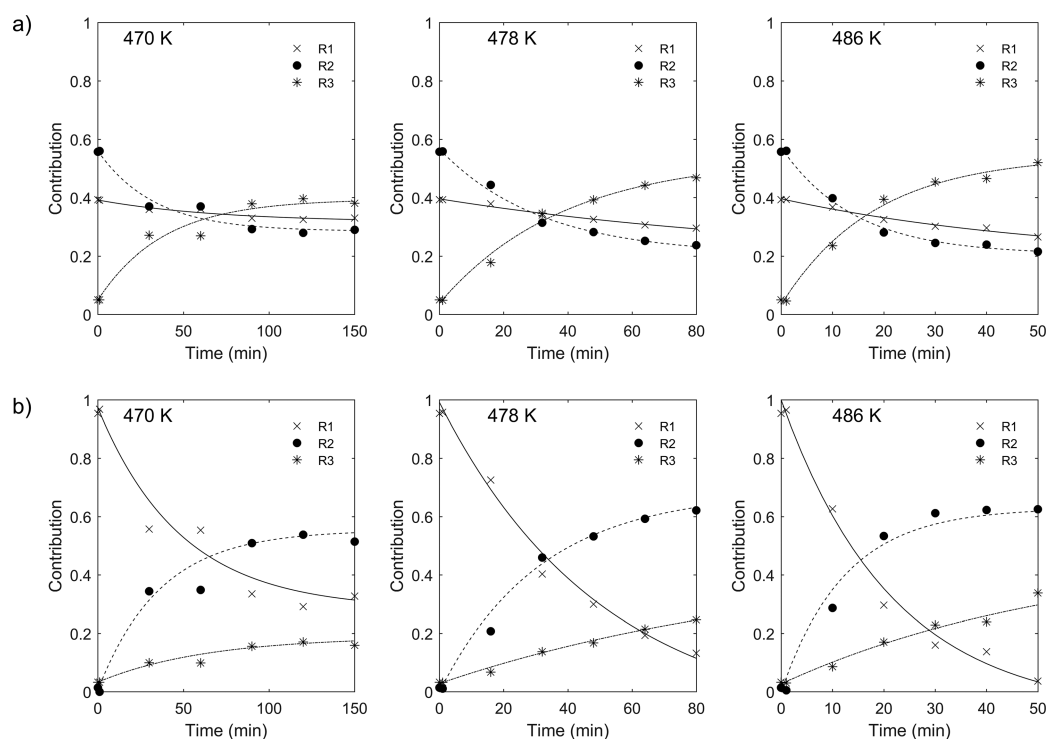 a)
470 K
R1
R2
R3
Contribution
1
0.8
0.6
0.4
0.2
0
0 50 100 150
Time (min)
478 K
R1
R2
R3
Contribution
1
0.8
0.6
0.4
0.2
0
0 20 40 60 80
Time (min)
486 K
R1
R2
R3
Contribution
1
0.8
0.6
0.4
0.2
0
0 10 20 30 40 50
Time (min)
b)
470 K
R1
R2
R3
Contribution
1
0.8
0.6
0.4
0.2
0
0 50 100 150
Time (min)
478 K
R1
R2
R3
Contribution
1
0.8
0.6
0.4
0.2
0
0 20 40 60 80
Time (min)
486 K
R1
R2
R3
Contribution
1
0.8
0.6
0.4
0.2
0
0 10 20 30 40 50
Time (min)